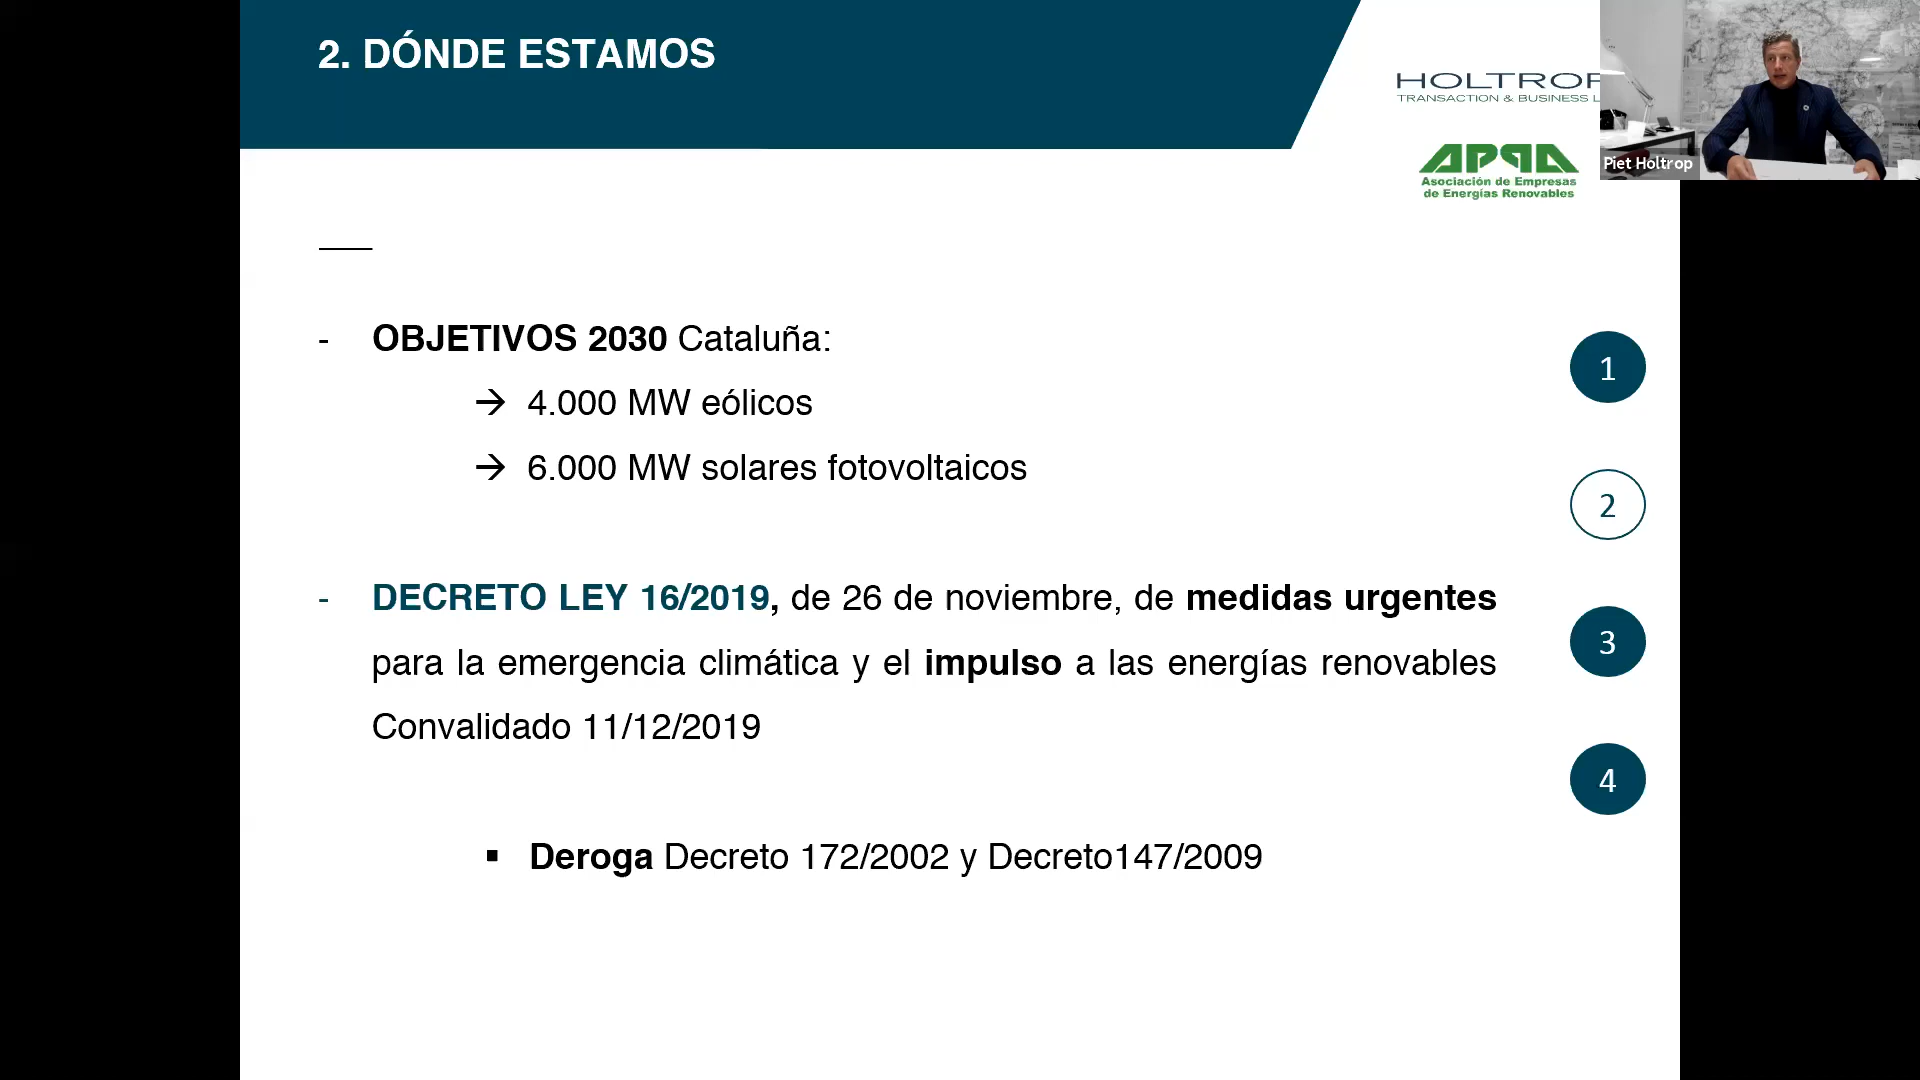 2. DÓNDE ESTAMOS
HOLTROP
TRANSACTION & BUSINESS L
APPA
Asociación de Empresas
de Energías Renovables
Piet Holtrop
- OBJETIVOS 2030 Cataluña:
→ 4.000 MW eólicos
→ 6.000 MW solares fotovoltaicos
- DECRETO LEY 16/2019, de 26 de noviembre, de medidas urgentes
para la emergencia climática y el impulso a las energías renovables
Convalidado 11/12/2019
▪ Deroga Decreto 172/2002 y Decreto147/2009
1
2
3
4